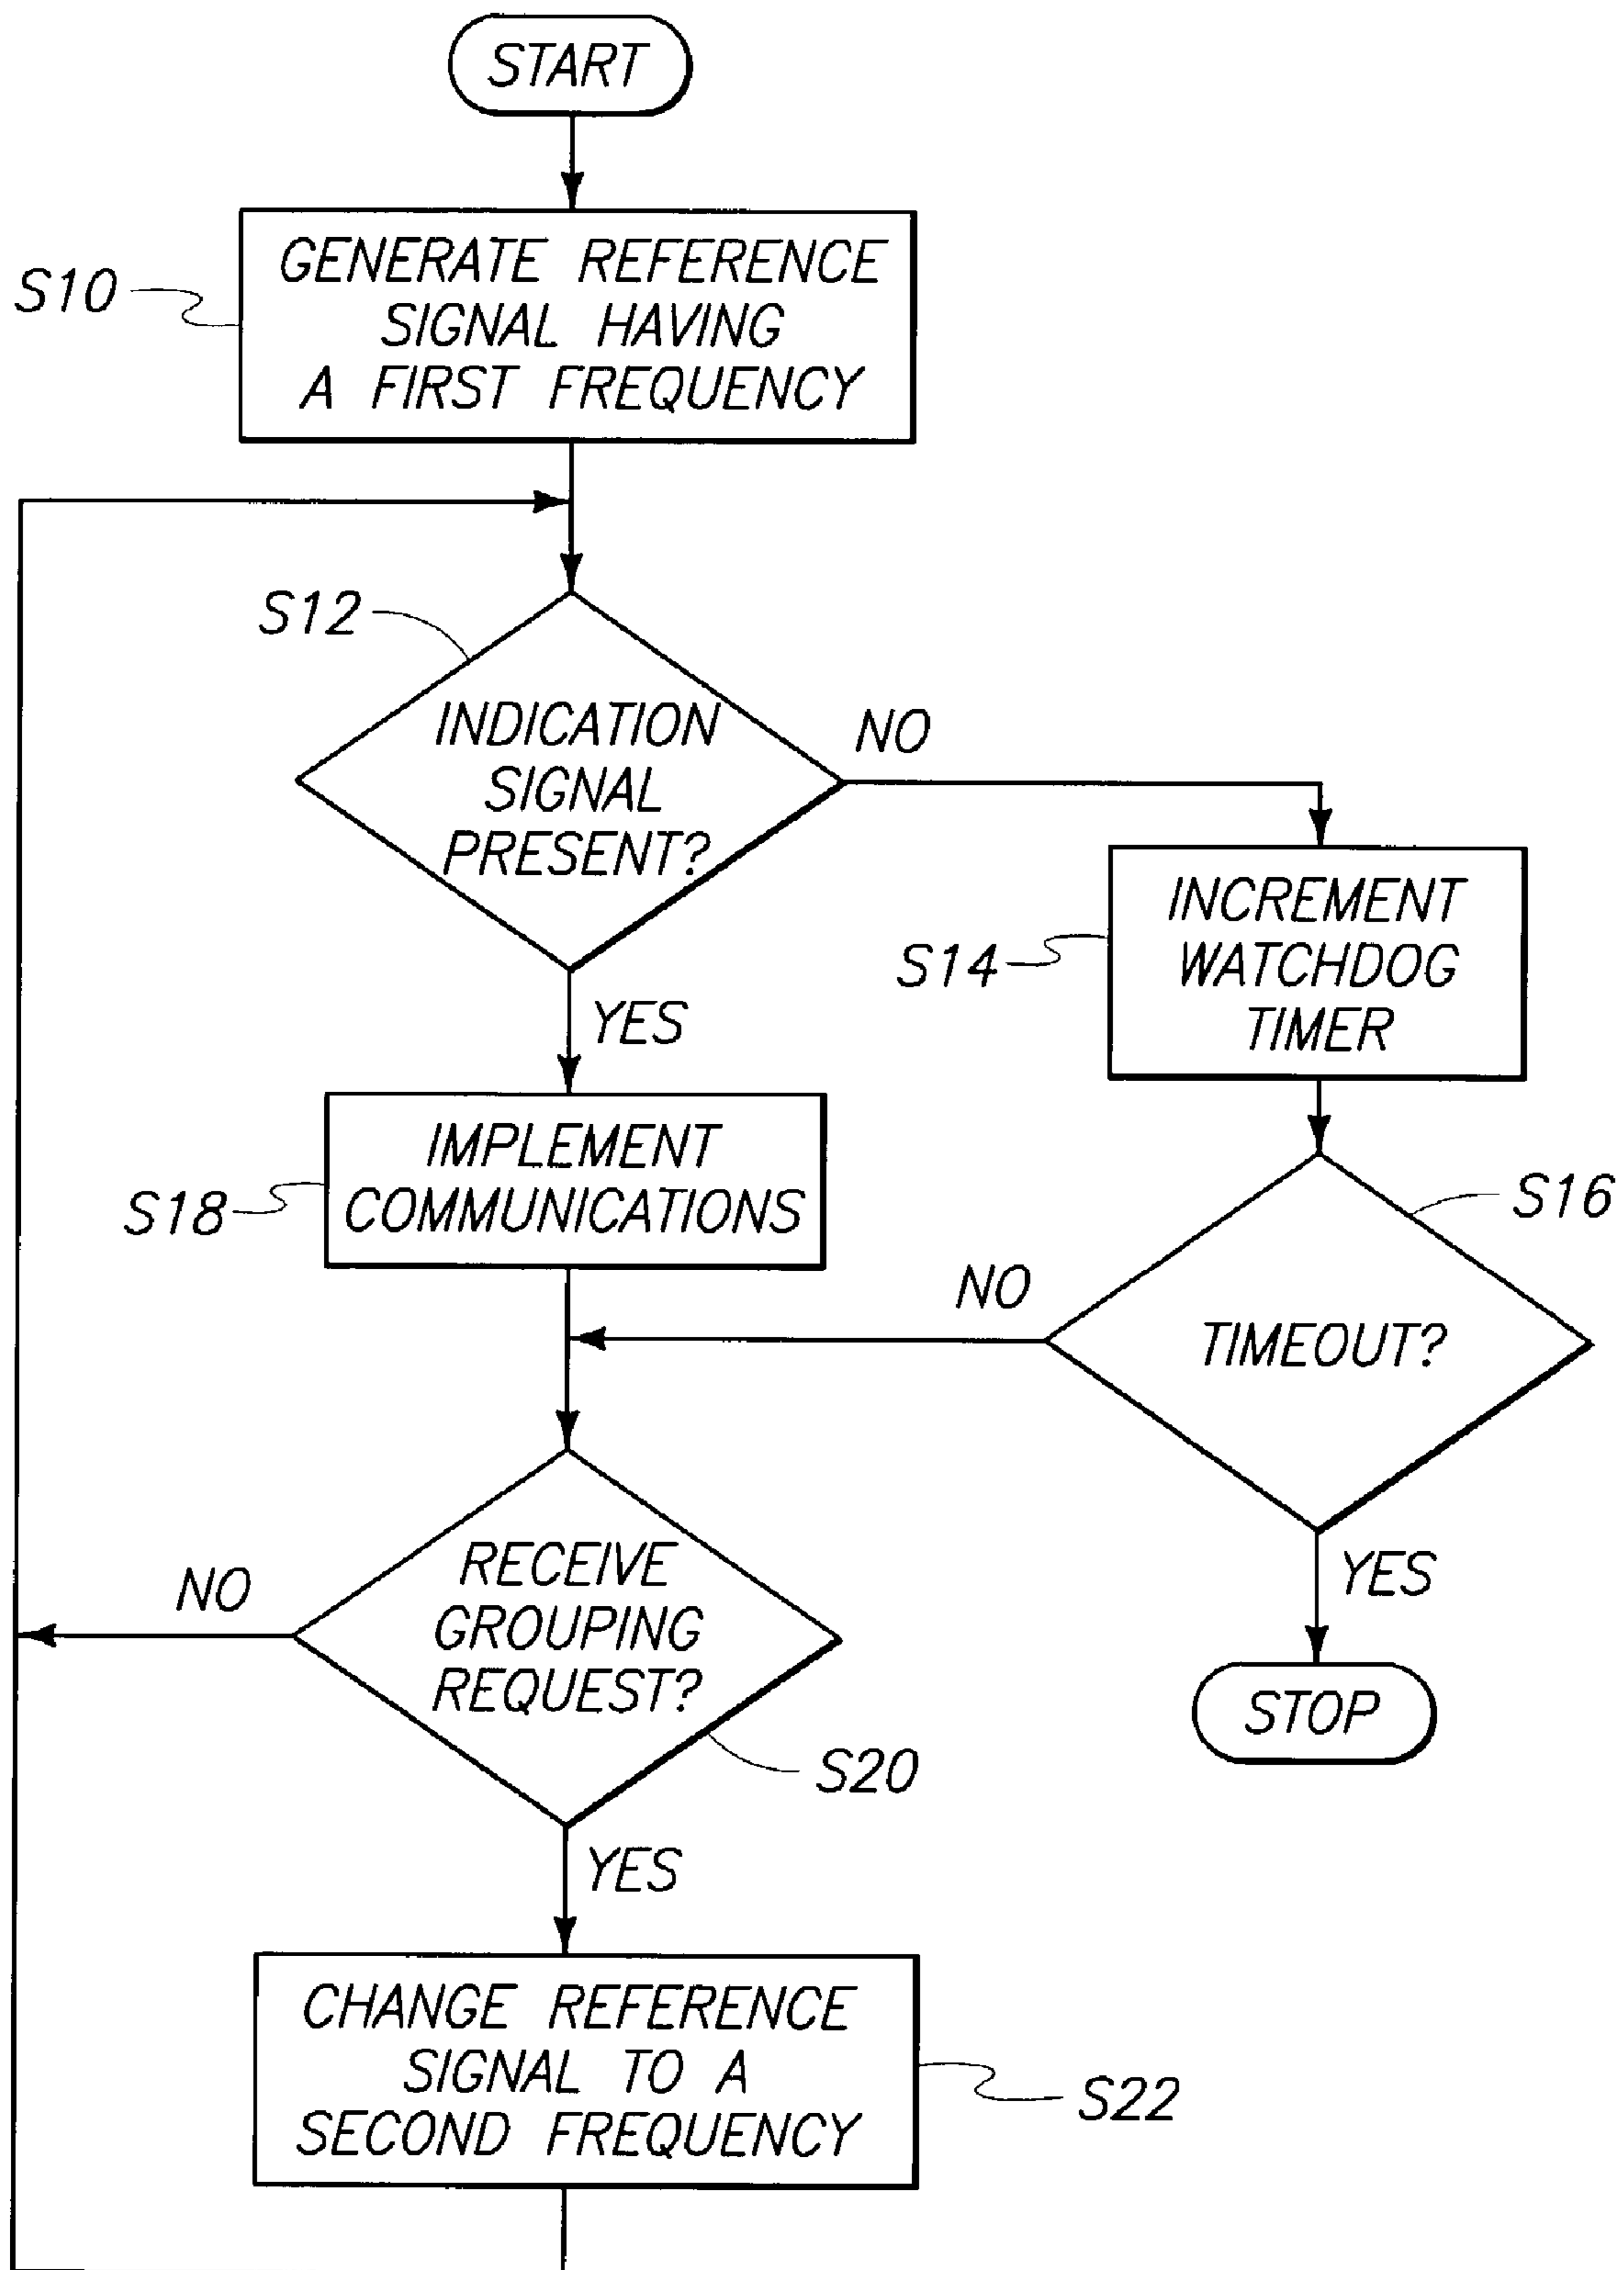 START
S10
GENERATE REFERENCE
SIGNAL HAVING
A FIRST FREQUENCY
S12
INDICATION
SIGNAL
PRESENT?
NO
YES
S14
INCREMENT
WATCHDOG
TIMER
S18
IMPLEMENT
COMMUNICATIONS
S16
NO
TIMEOUT?
YES
STOP
RECEIVE
GROUPING
REQUEST?
NO
S20
YES
CHANGE REFERENCE
SIGNAL TO A
SECOND FREQUENCY
S22